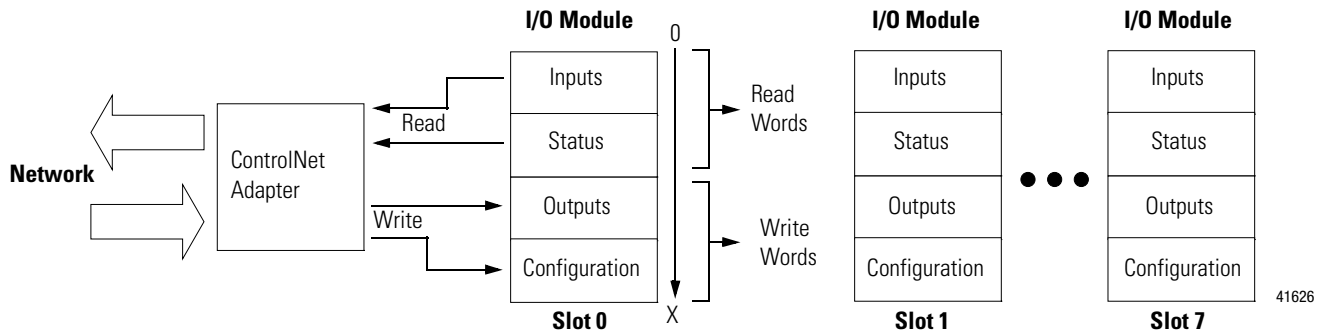 I/O Module
I/O Module
I/O Module
0
Inputs
Inputs
Inputs
Read
Read
Words
ControlNet
Adapter
Status
Status
Status
Network
Write
Outputs
Outputs
Outputs
Write
Words
Configuration
Configuration
Configuration
X
Slot 0
Slot 1
Slot 7
41626